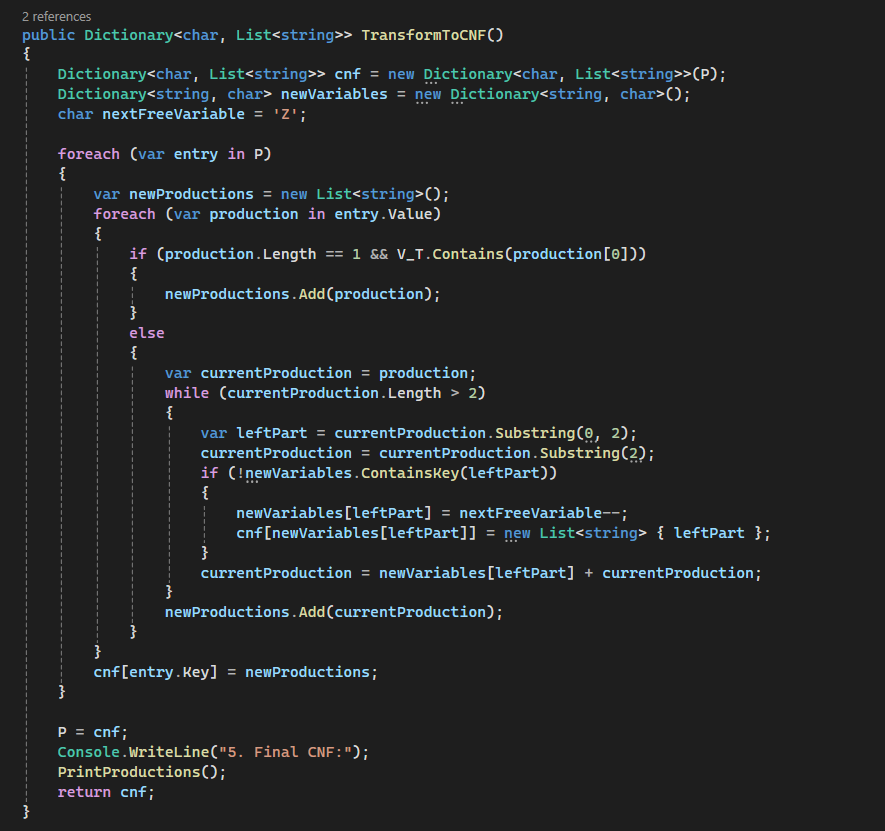 2 references
public Dictionary<char, List<string>> TransformToCNF()
{
    Dictionary<char, List<string>> cnf = new Dictionary<char, List<string>>(P);
    Dictionary<string, char> newVariables = new Dictionary<string, char>();
    char nextFreeVariable = 'Z';

    foreach (var entry in P)
    {
        var newProductions = new List<string>();
        foreach (var production in entry.Value)
        {
            if (production.Length == 1 && V_T.Contains(production[0]))
            {
                newProductions.Add(production);
            }
            else
            {
                var currentProduction = production;
                while (currentProduction.Length > 2)
                {
                    var leftPart = currentProduction.Substring(0, 2);
                    currentProduction = currentProduction.Substring(2);
                    if (!newVariables.ContainsKey(leftPart))
                    {
                        newVariables[leftPart] = nextFreeVariable--;
                        cnf[newVariables[leftPart]] = new List<string> { leftPart };
                    }
                    currentProduction = newVariables[leftPart] + currentProduction;
                }
                newProductions.Add(currentProduction);
            }
        }
        cnf[entry.Key] = newProductions;
    }

    P = cnf;
    Console.WriteLine("5. Final CNF:");
    PrintProductions();
    return cnf;
}